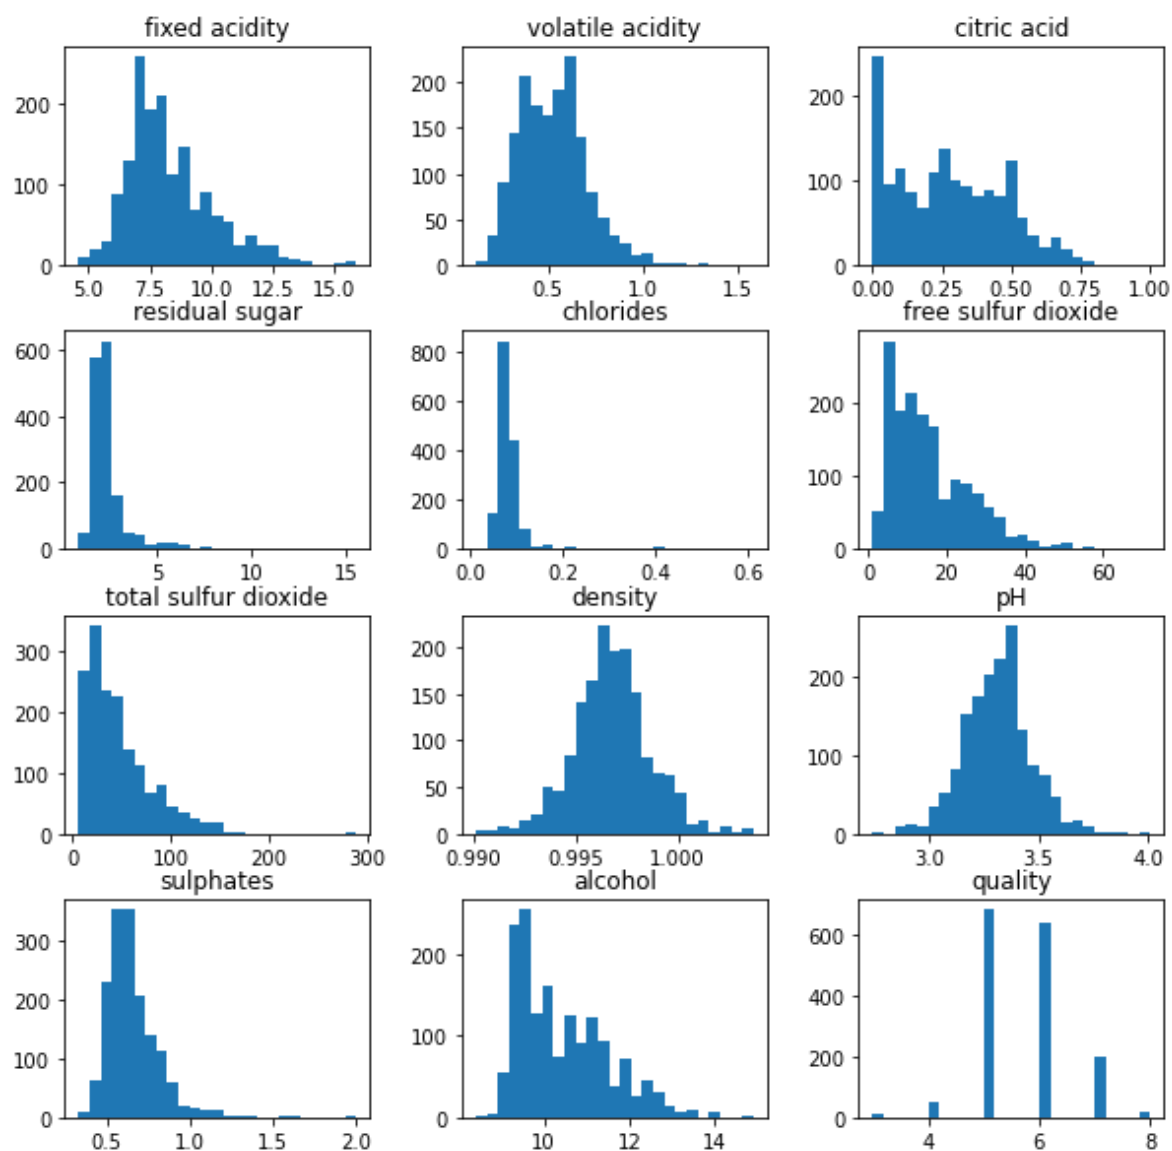 fixed acidity volatile acidity citric acid
200 100 0
200 150 100 50 0
200 100 0
5.0 7.5 10.0 12.5 15.0
0.5 1.0 1.5
0.00 0.25 0.50 0.75 1.00
residual sugar chlorides free sulfur dioxide
600 400 200 0
800 600 400 200 0
200 100 0
5 10 15
0.0 0.2 0.4 0.6
0 20 40 60
total sulfur dioxide density pH
300 200 100 0
200 150 100 50 0
200 100 0
0 100 200 300
0.990 0.995 1.000
3.0 3.5 4.0
sulphates alcohol quality
300 200 100 0
200 100 0
600 400 200 0
0.5 1.0 1.5 2.0
10 12 14
4 6 8